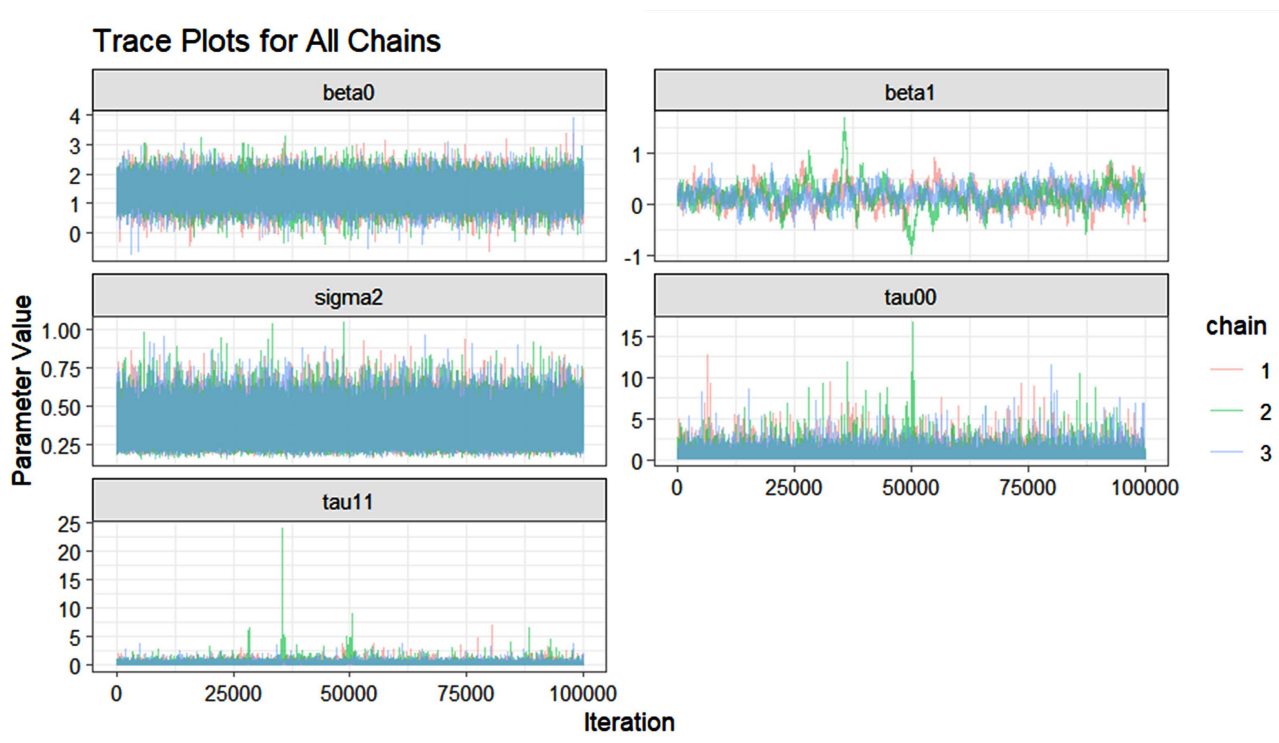 Trace Plots for All Chains
beta0
beta1
4
3
2
1
0
1
0
-1
sigma2
tau00
1.00
0.75
0.50
0.25
15
10
5
0
0 25000 50000 75000 100000
tau11
25
20
15
10
5
0
0 25000 50000 75000 100000
Parameter Value
Iteration
chain
1
2
3